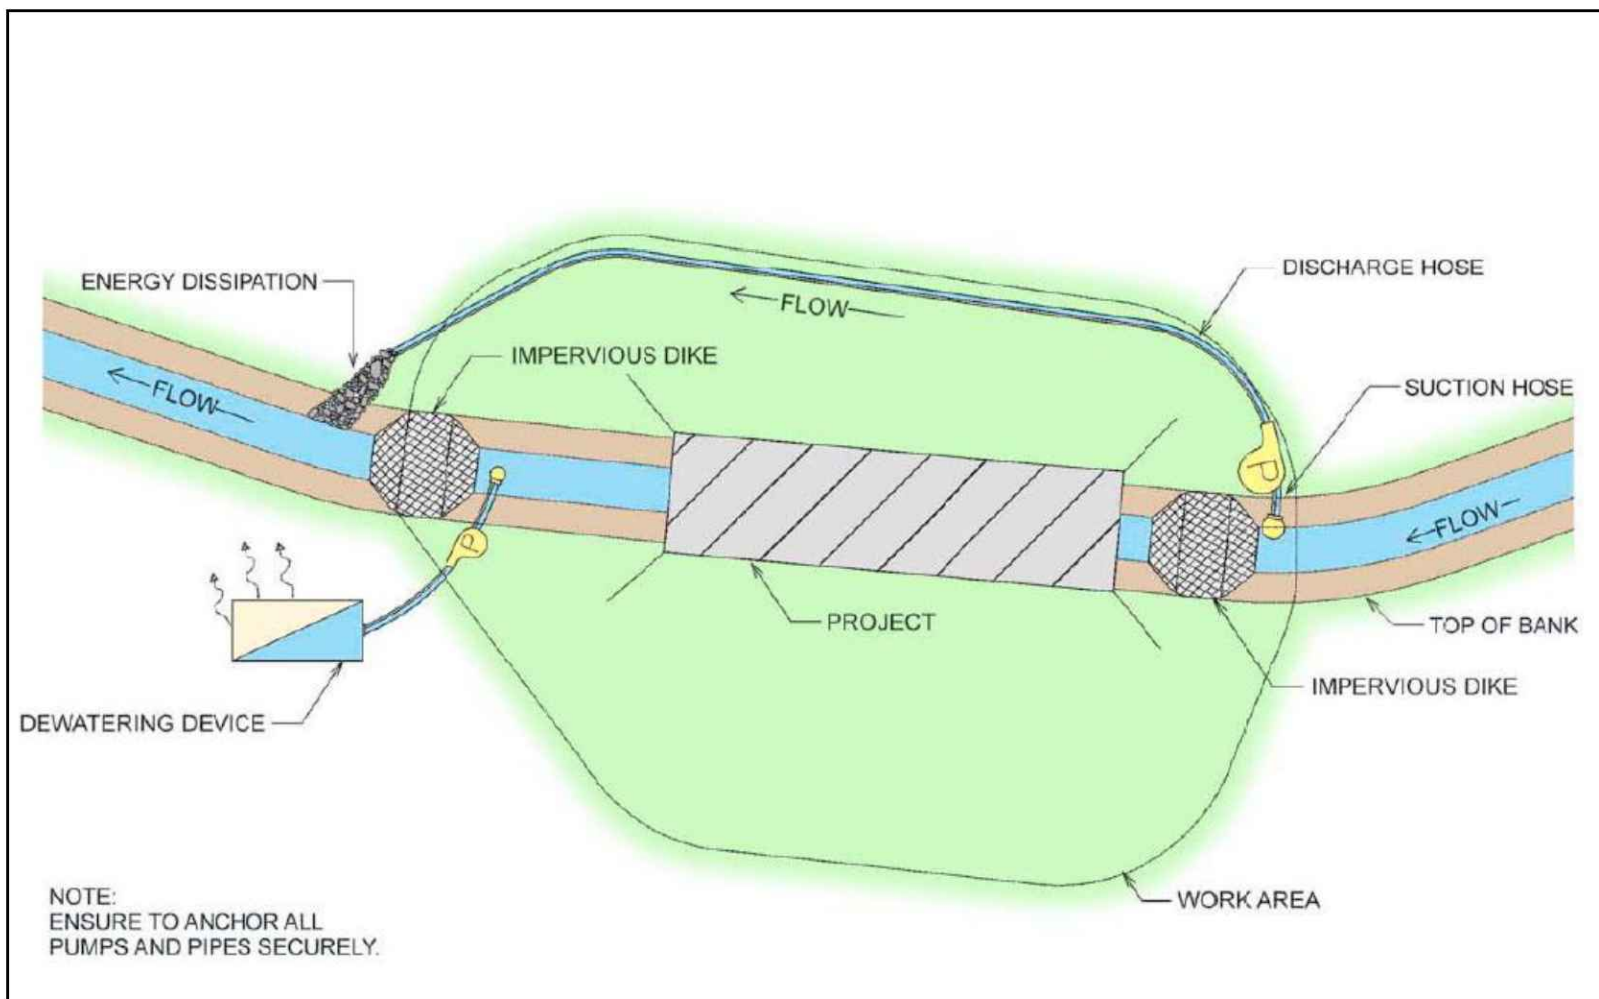 DISCHARGE HOSE
ENERGY DISSIPATION
FLOW
IMPERVIOUS DIKE
SUCTION HOSE
FLOW
P
FLOW
P
PROJECT
TOP OF BANK
IMPERVIOUS DIKE
DEWATERING DEVICE
WORK AREA
NOTE:
ENSURE TO ANCHOR ALL
PUMPS AND PIPES SECURELY.